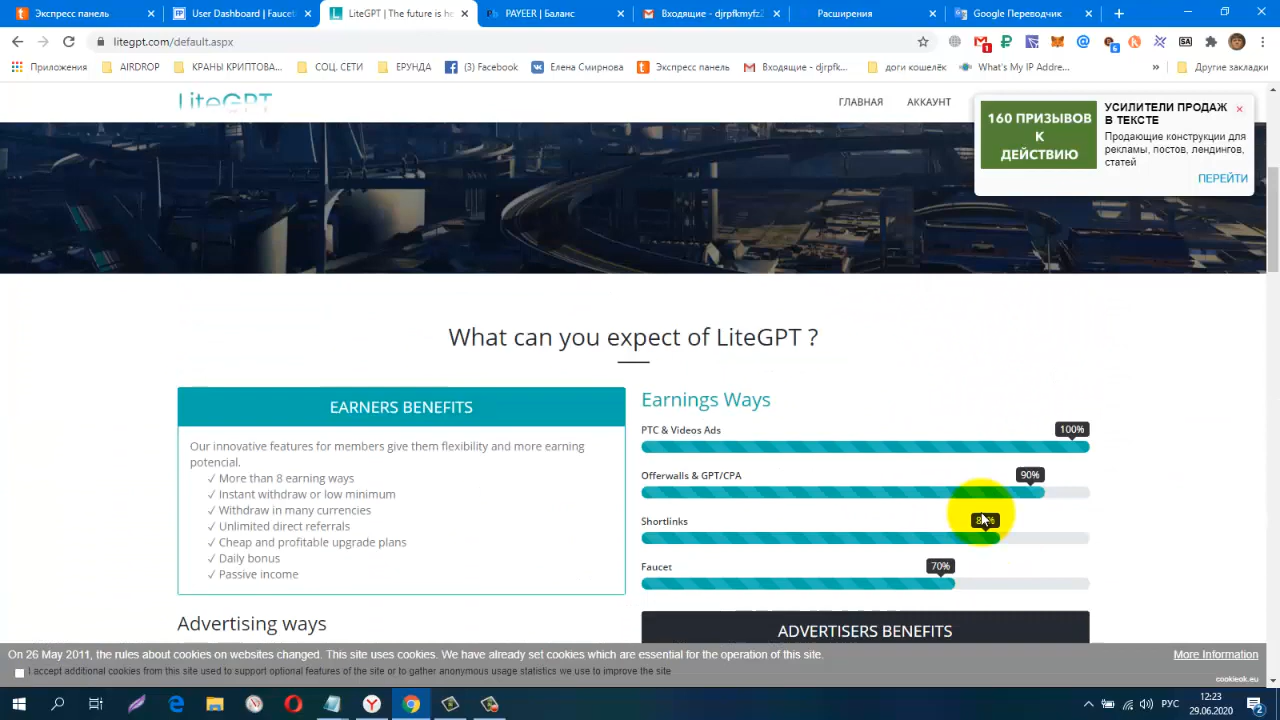 Экспресс панель
User Dashboard | Faucet
LiteGPT | The future is he
PAYEER | Баланс
Входящие - djrpfkmyfz
Расширения
Google Переводчик
litegpt.com/default.aspx
Приложения
AIRDROP
КРАНЫ КРИПТОВА...
СОЦ. СЕТИ
ЕРУНДА
(3) Facebook
Елена Смирнова
Экспресс панель
Входящие - djrpfk...
доги кошелёк
What's My IP Addre...
»
Другие закладки
LiteGPT
ГЛАВНАЯ
АККАУНТ
160 ПРИЗЫВОВ
К
ДЕЙСТВИЮ
УСИЛИТЕЛИ ПРОДАЖ
В ТЕКСТЕ
Продающие конструкции для
рекламы, постов, лендингов,
статей
ПЕРЕЙТИ
What can you expect of LiteGPT ?
EARNERS BENEFITS
Our innovative features for members give them flexibility and more earning
potencial.
✓ More than 8 earning ways
✓ Instant withdraw or low minimum
✓ Withdraw in many currencies
✓ Unlimited direct referrals
✓ Cheap and profitable upgrade plans
✓ Daily bonus
✓ Passive income
Advertising ways
Earnings Ways
PTC & Videos Ads
100%
Offerwalls & GPT/CPA
90%
Shortlinks
Faucet
70%
ADVERTISERS BENEFITS
On 26 May 2011, the rules about cookies on websites changed. This site uses cookies. We have already set cookies which are essential for the operation of this site.
More Information
I accept additional cookies from this site used to support optional features of the site or to gather anonymous usage statistics we use to improve the site
cookieok.eu
РУС
12:23
29.06.2020